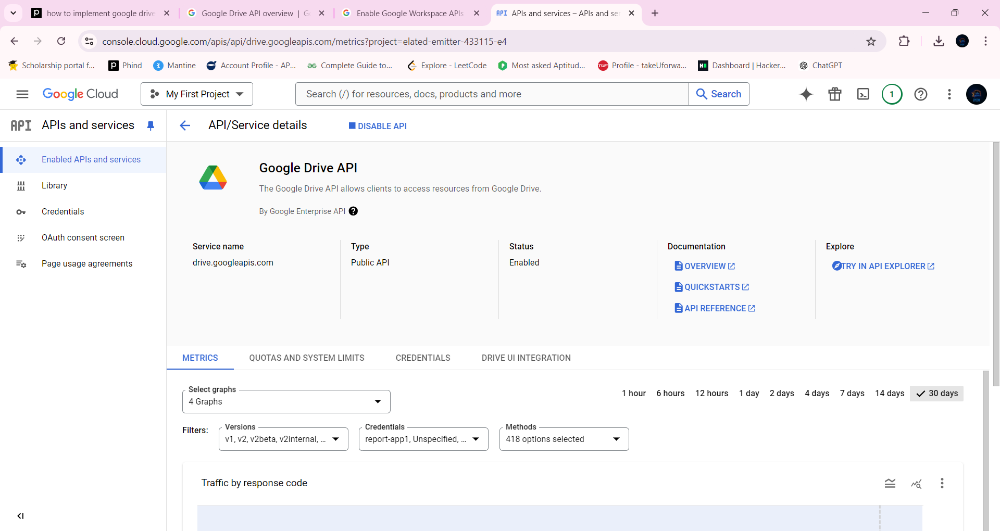 how to implement google drive
Google Drive API overview | G
Enable Google Workspace APIs
API APIs and services – APIs and ser
console.cloud.google.com/apis/api/drive.googleapis.com/metrics?project=elated-emitter-433115-e4
Scholarship portal f...
Phind
Mantine
Account Profile - AP...
Complete Guide to...
Explore - LeetCode
Most asked Aptitud...
TUF Profile - takeUforwa...
Dashboard | Hacker...
ChatGPT
Google Cloud
My First Project
Search (/) for resources, docs, products and more
Search
1
API APIs and services
API/Service details
DISABLE API
Enabled APIs and services
Library
Credentials
OAuth consent screen
Page usage agreements
Google Drive API
The Google Drive API allows clients to access resources from Google Drive.
By Google Enterprise API
Service name
drive.googleapis.com
Type
Public API
Status
Enabled
Documentation
OVERVIEW
QUICKSTARTS
API REFERENCE
Explore
TRY IN API EXPLORER
METRICS
QUOTAS AND SYSTEM LIMITS
CREDENTIALS
DRIVE UI INTEGRATION
Select graphs
4 Graphs
1 hour
6 hours
12 hours
1 day
2 days
4 days
7 days
14 days
30 days
Filters:
Versions
v1, v2, v2beta, v2internal, ...
Credentials
report-app1, Unspecified, ...
Methods
418 options selected
Traffic by response code